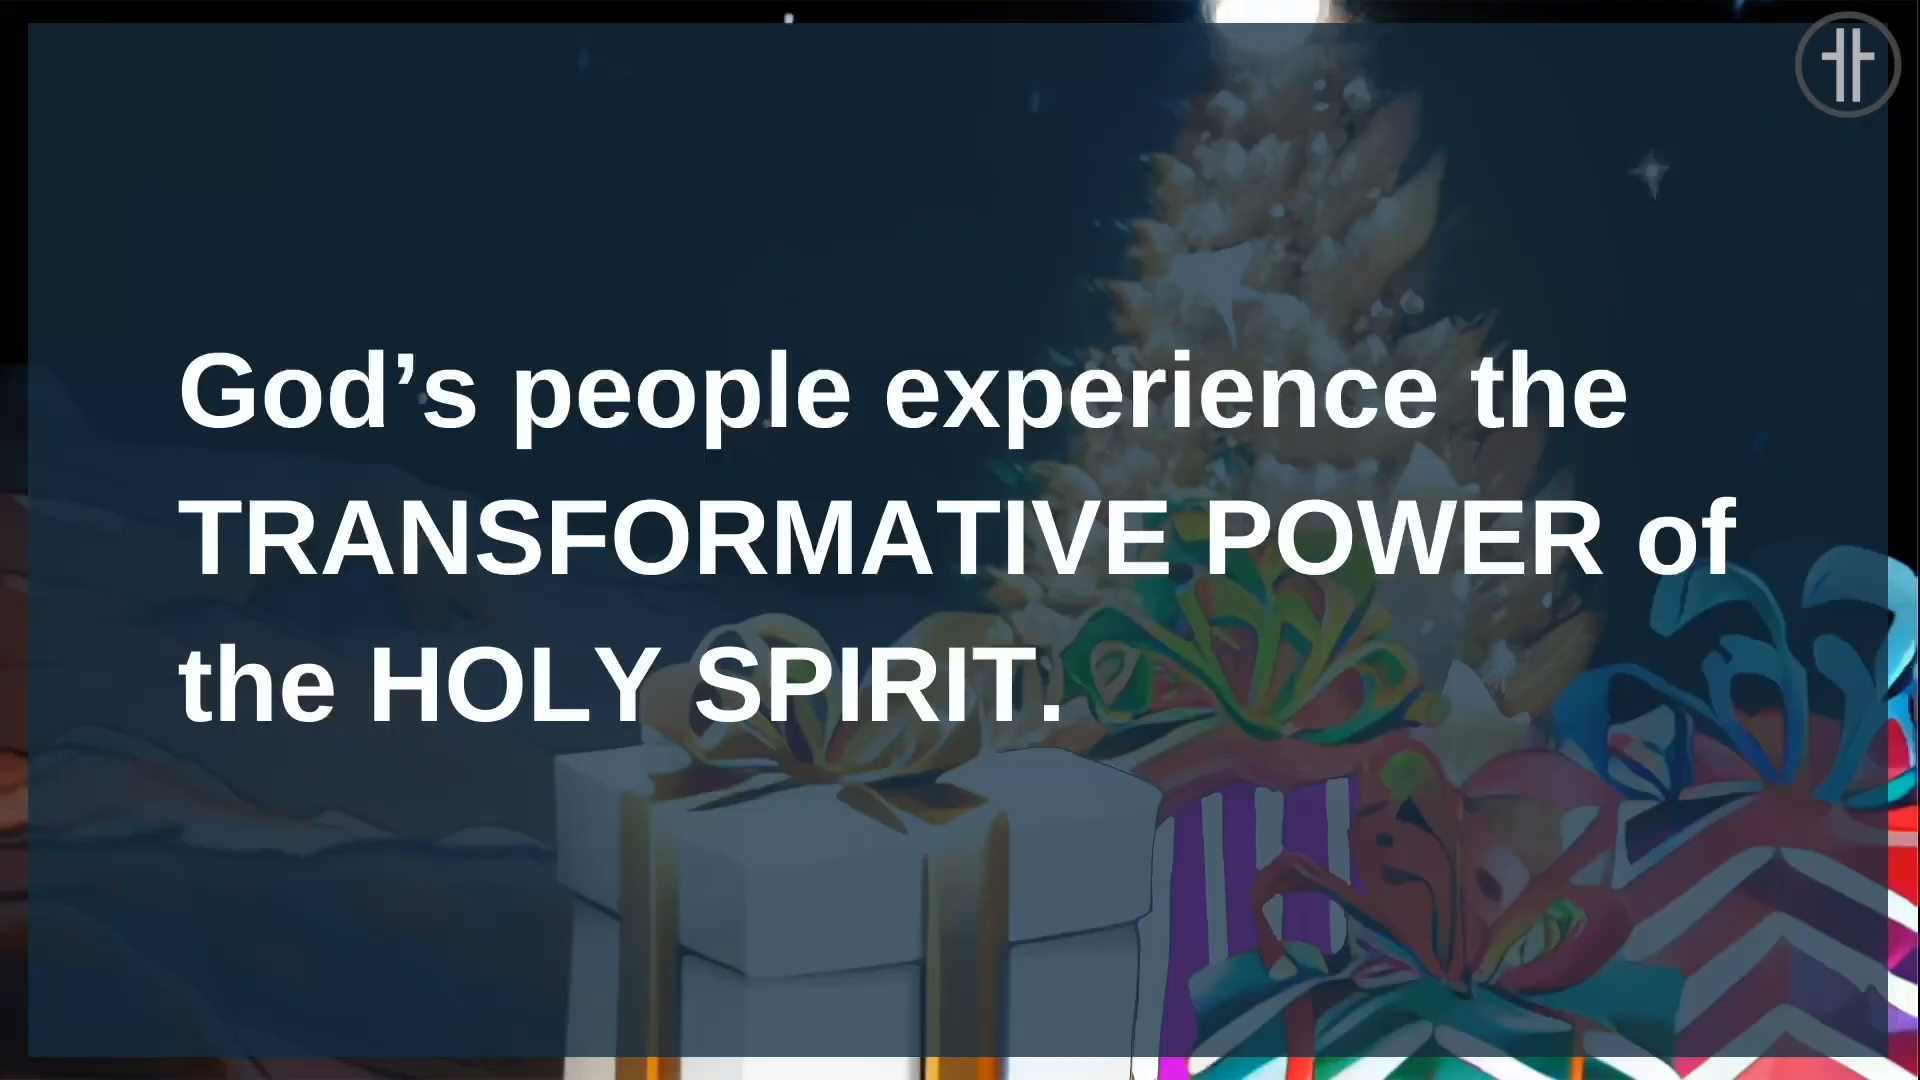 God’s people experience the
TRANSFORMATIVE POWER of
the HOLY SPIRIT.